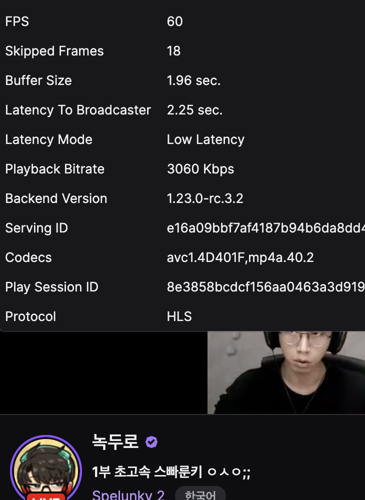 FPS 60
Skipped Frames 18
Buffer Size 1.96 sec.
Latency To Broadcaster 2.25 sec.
Latency Mode Low Latency
Playback Bitrate 3060 Kbps
Backend Version 1.23.0-rc.3.2
Serving ID e16a09bbf7af4187b94b6da8dd4
Codecs avc1.4D401F,mp4a.40.2
Play Session ID 8e3858bcdcf156aa0463a3d919
Protocol HLS
녹두로
1부 초고속 스빠룬키 ㅇㅅㅇ;;
Spelunky 2 한국어